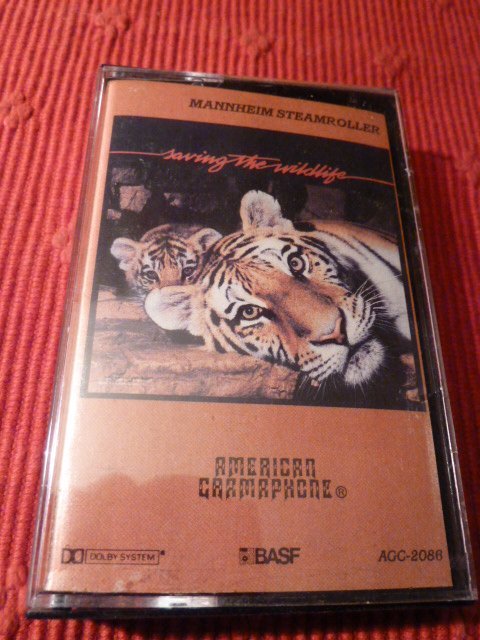 MANNHEIM STEAMROLLER
saving the wildlife
AMERICAN
GRAMAPHONE®
DOLBY SYSTEM®
BASF
AGC-2086